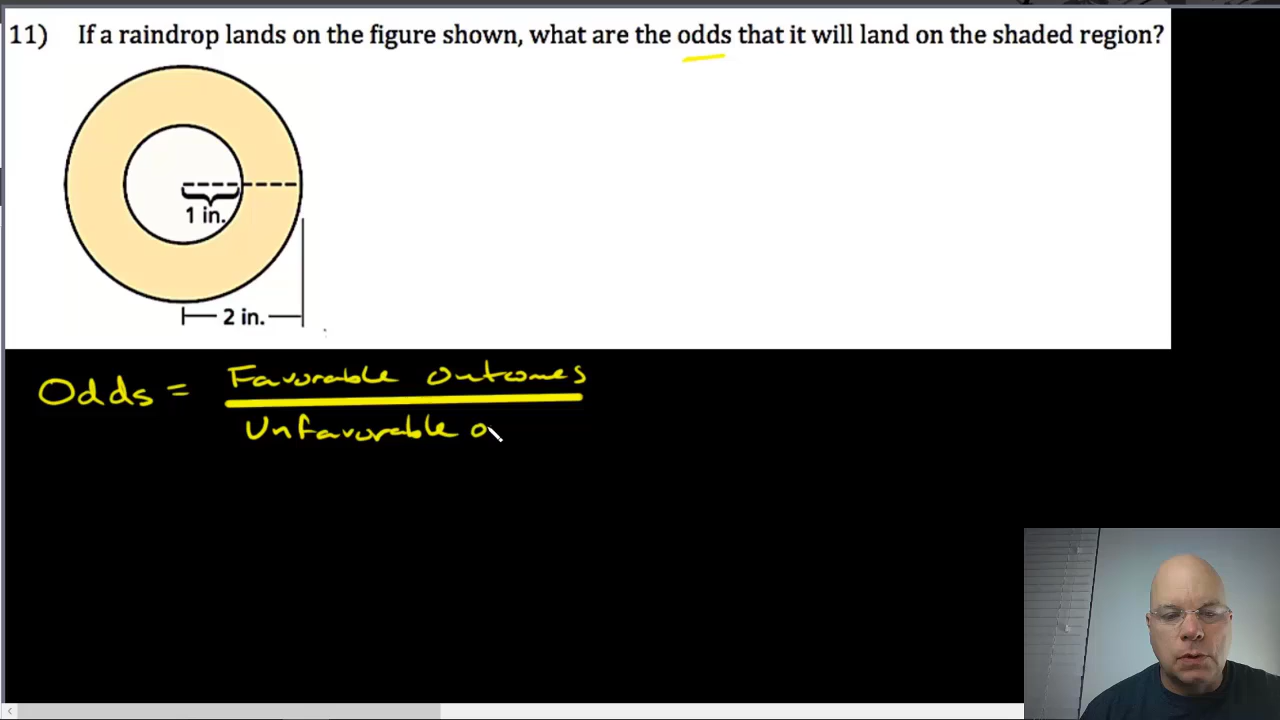 11) If a raindrop lands on the figure shown, what are the odds that it will land on the shaded region?
1 in.
2 in.
Odds = Favorable Outcomes
Unfavorable o